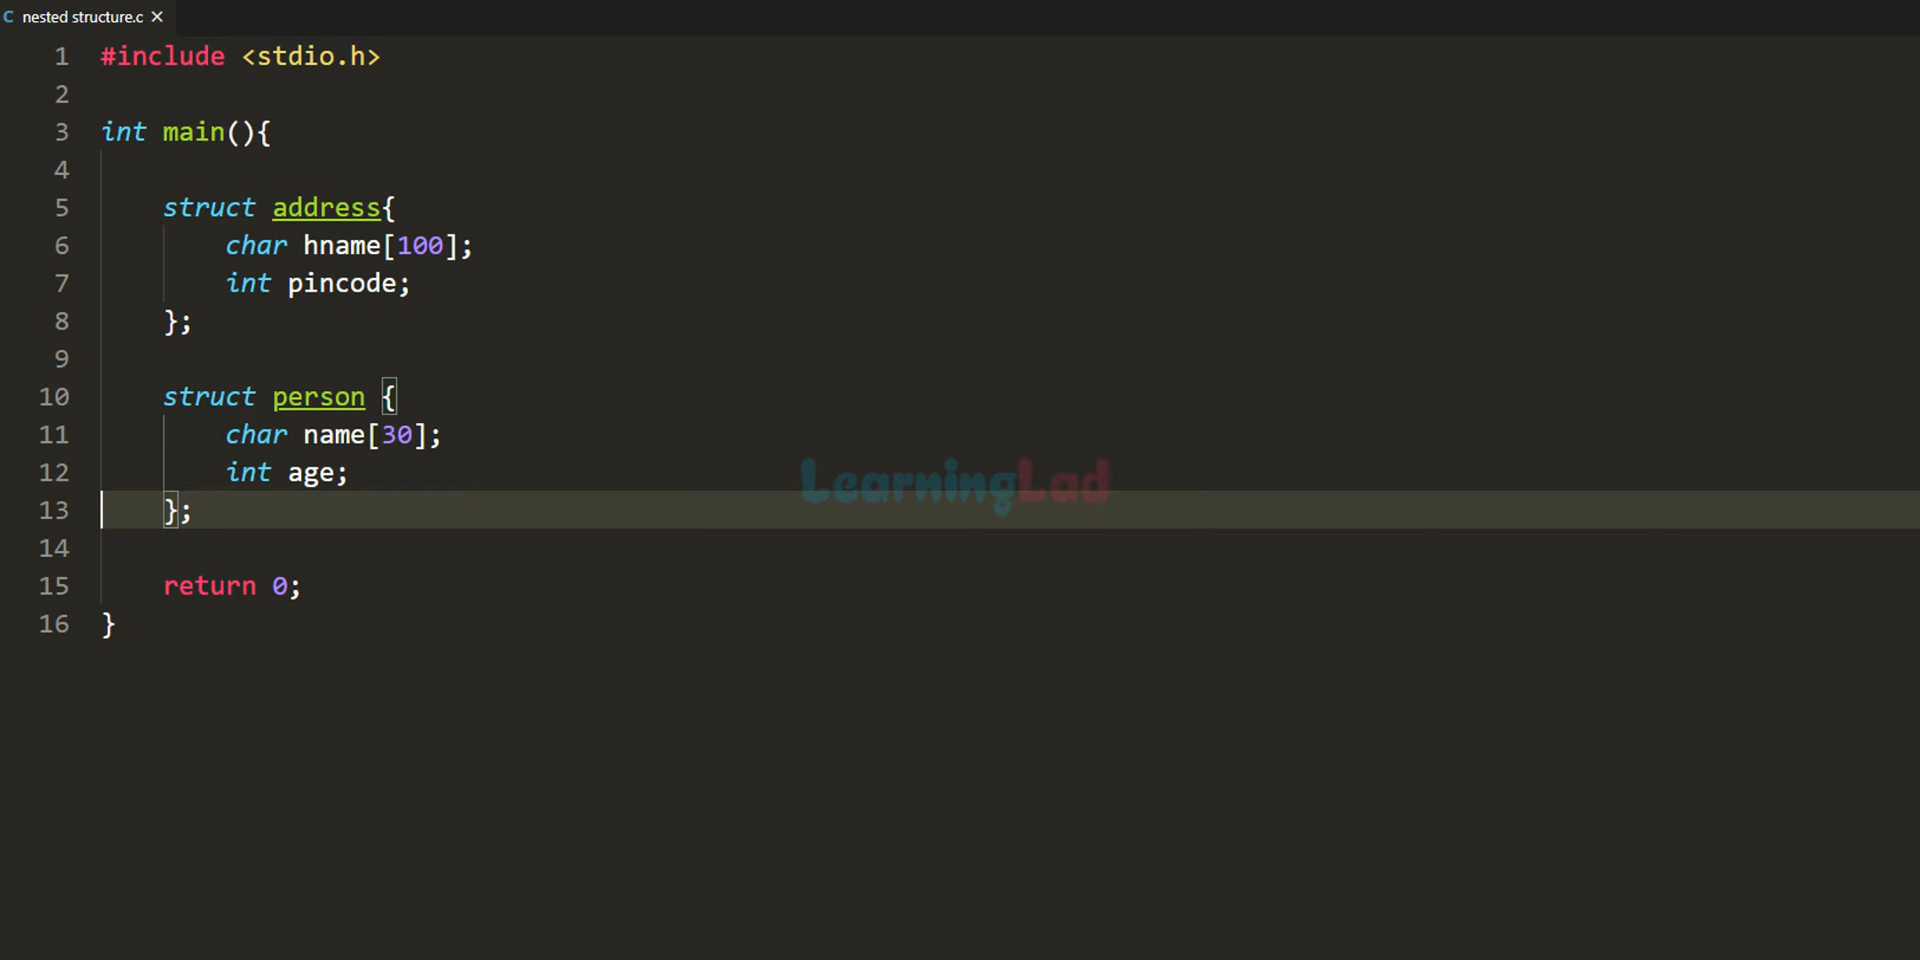 nested structure.c
1 #include <stdio.h>
2
3 int main(){
4
5 struct address{
6 char hname[100];
7 int pincode;
8 };
9
10 struct person {
11 char name[30];
12 int age;
LearningLad
13 };
14
15 return 0;
16 }